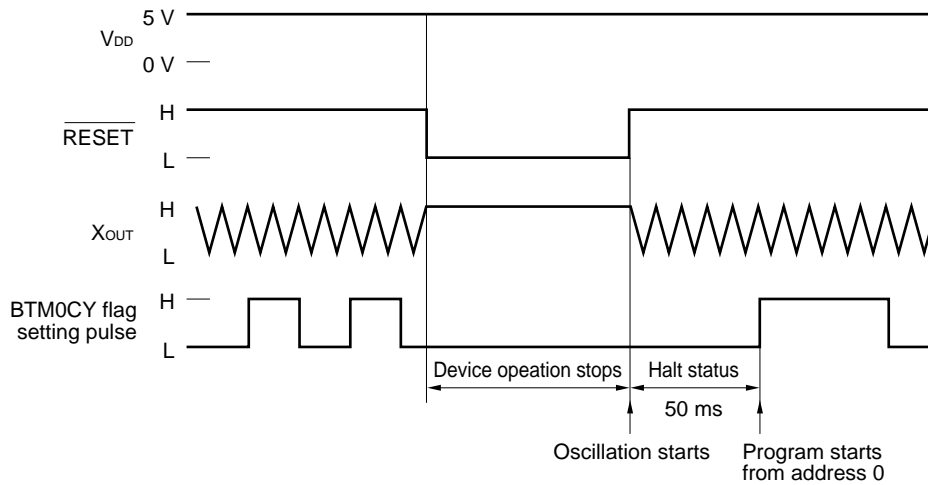 5 V
VDD
0 V
H
RESET
L
H
XOUT
L
H
BTM0CY flag
setting pulse
L
Device opeation stops
Halt status
50 ms
Oscillation starts
Program starts
from address 0